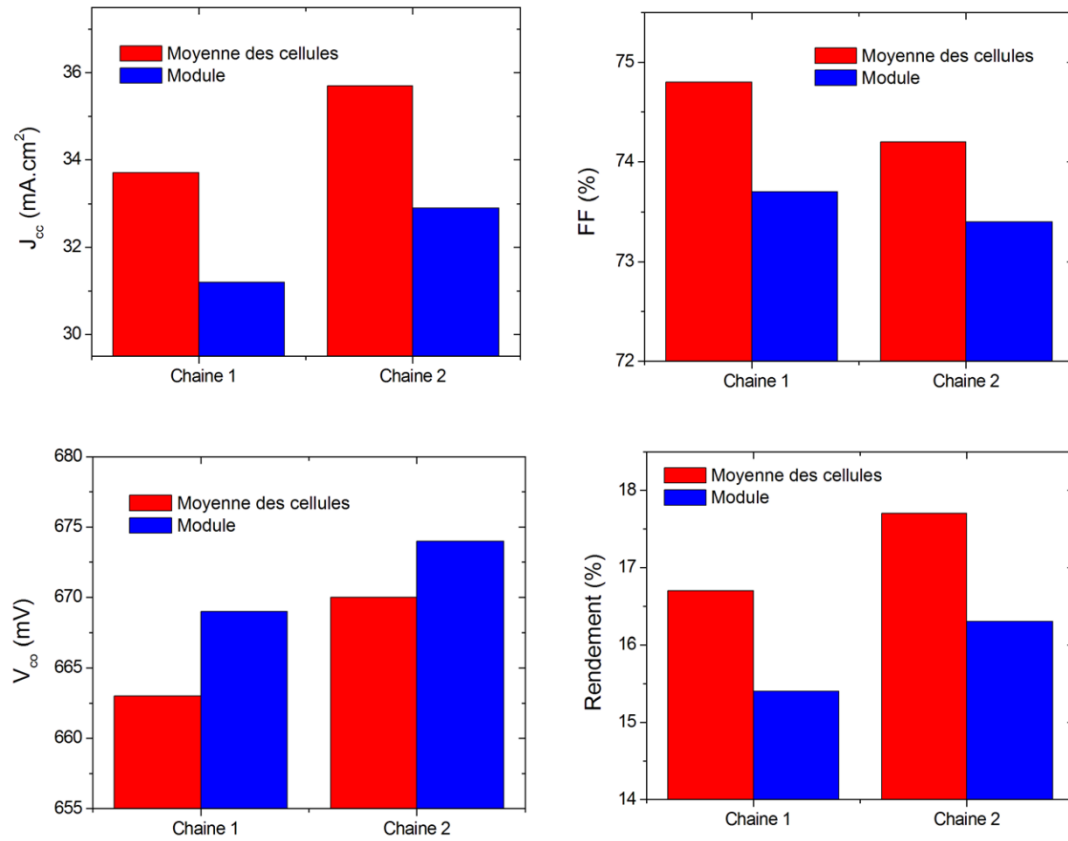 Moyenne des cellules
Module
36
34
32
30
J_cc (mA.cm²)
Chaine 1
Chaine 2
Moyenne des cellules
Module
75
74
73
72
FF (%)
Chaine 1
Chaine 2
Moyenne des cellules
Module
680
675
670
665
660
655
V_co (mV)
Chaine 1
Chaine 2
Moyenne des cellules
Module
18
17
16
15
14
Rendement (%)
Chaine 1
Chaine 2